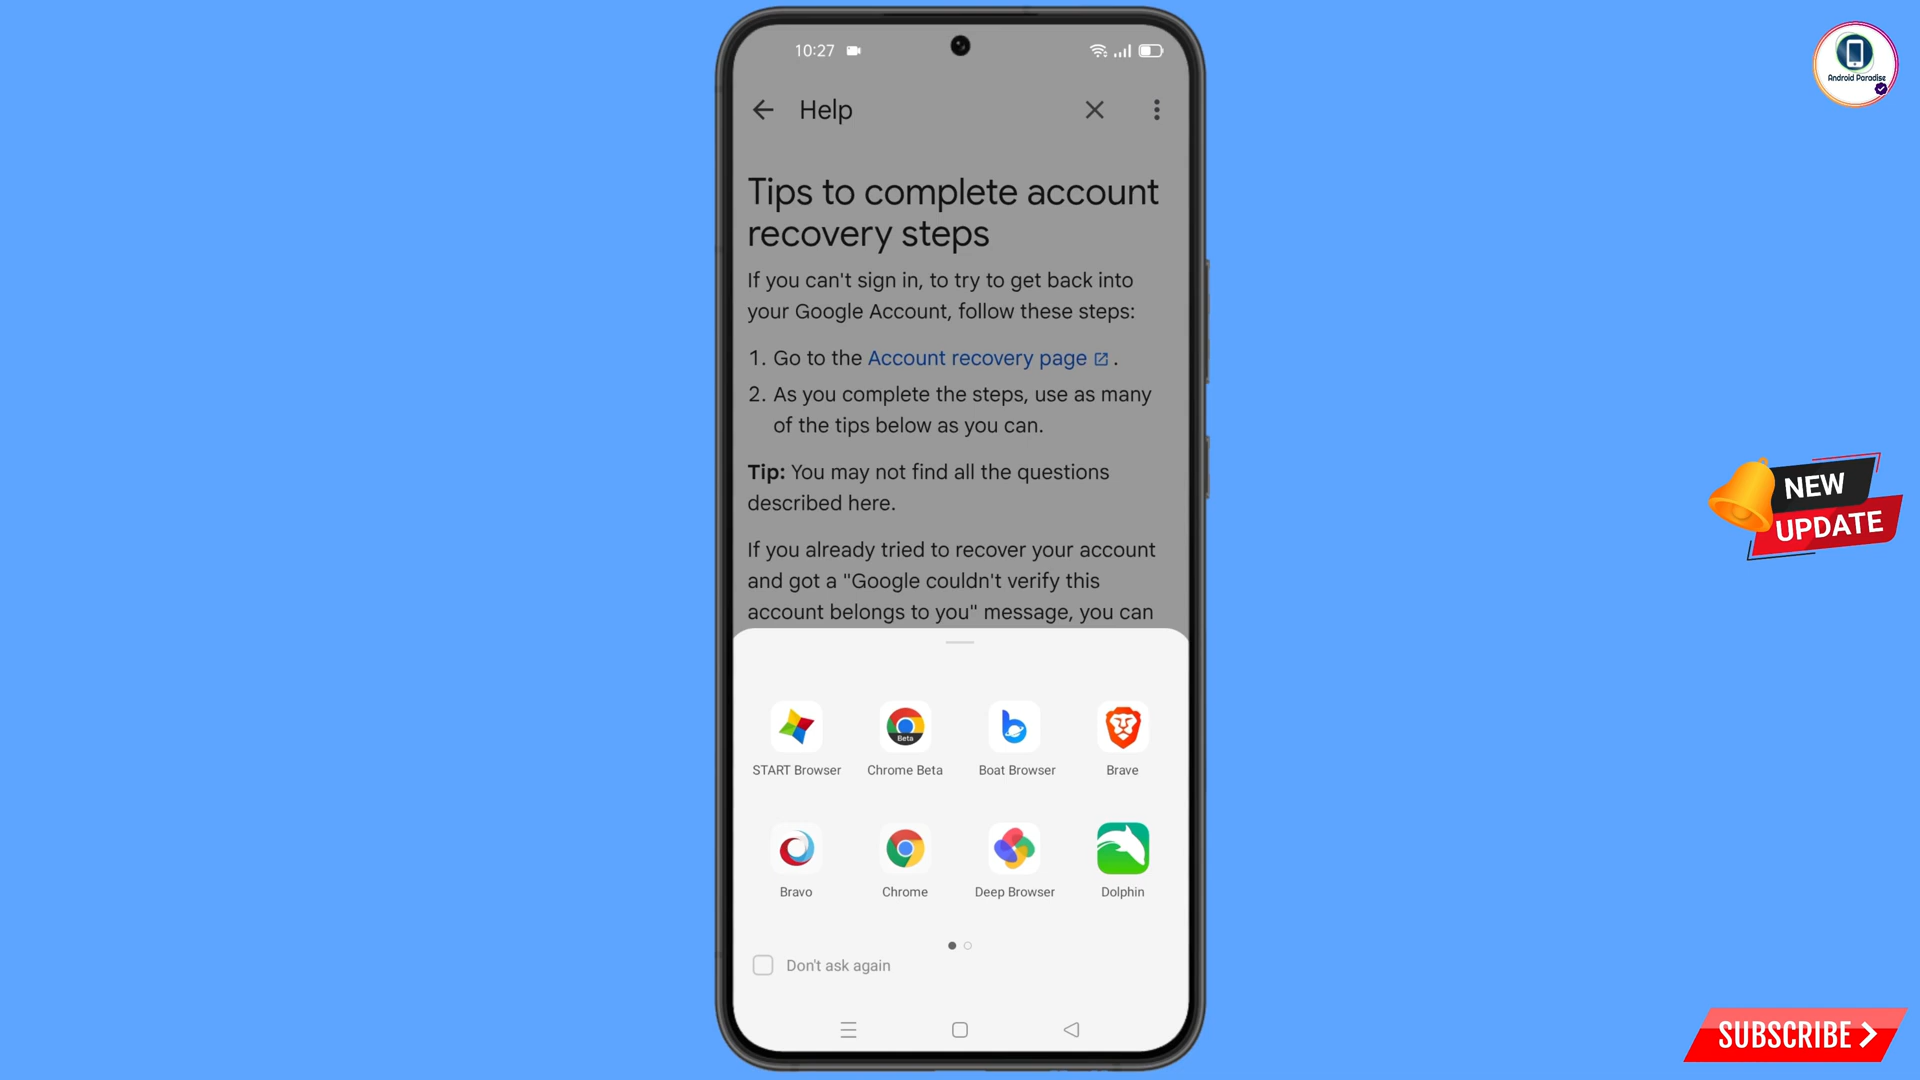 10:27
Android Paradise
Help
Tips to complete account
recovery steps
If you can't sign in, to try to get back into
your Google Account, follow these steps:
1. Go to the Account recovery page .
2. As you complete the steps, use as many
of the tips below as you can.
Tip: You may not find all the questions
described here.
If you already tried to recover your account
and got a "Google couldn't verify this
account belongs to you" message, you can
NEW
UPDATE
Beta
START Browser Chrome Beta Boat Browser Brave
Bravo Chrome Deep Browser Dolphin
Don't ask again
SUBSCRIBE